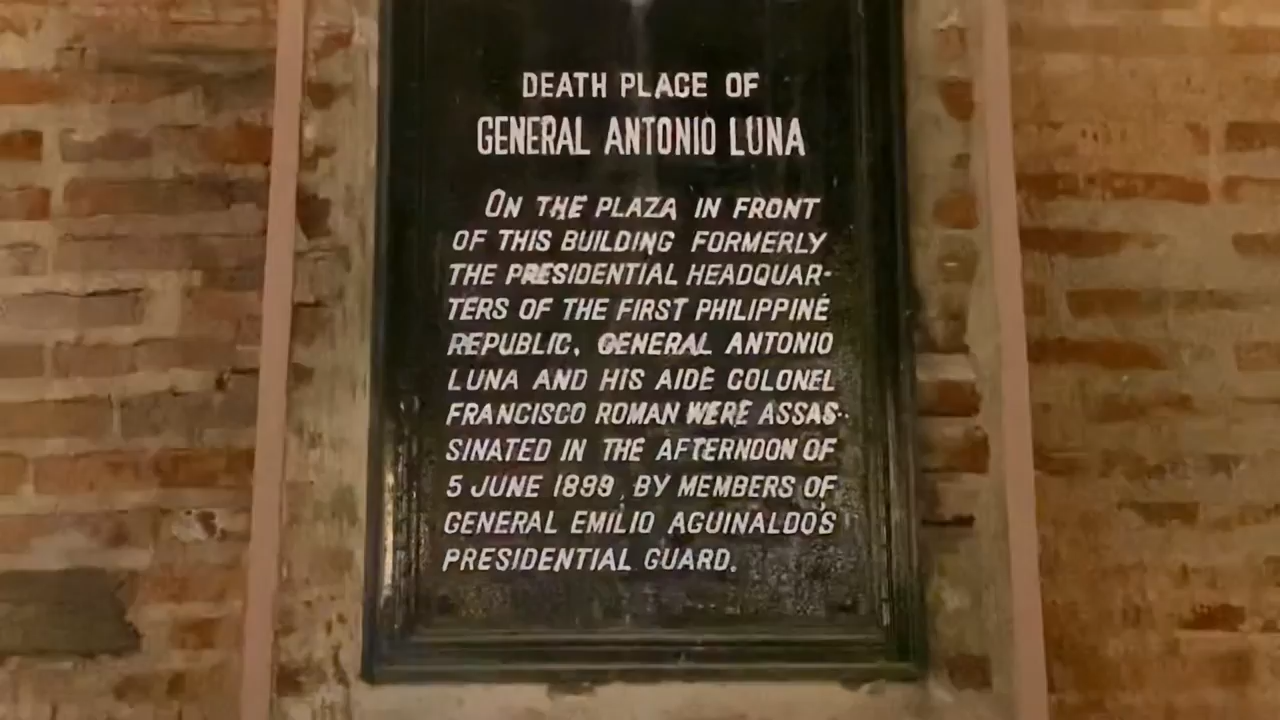 DEATH PLACE OF
GENERAL ANTONIO LUNA
ON THE PLAZA IN FRONT
OF THIS BUILDING FORMERLY
THE PRESIDENTIAL HEADQUAR-
TERS OF THE FIRST PHILIPPINE
REPUBLIC, GENERAL ANTONIO
LUNA AND HIS AIDE COLONEL
FRANCISCO ROMAN WERE ASSAS-
SINATED IN THE AFTERNOON OF
5 JUNE 1899, BY MEMBERS OF
GENERAL EMILIO AGUINALDO'S
PRESIDENTIAL GUARD.